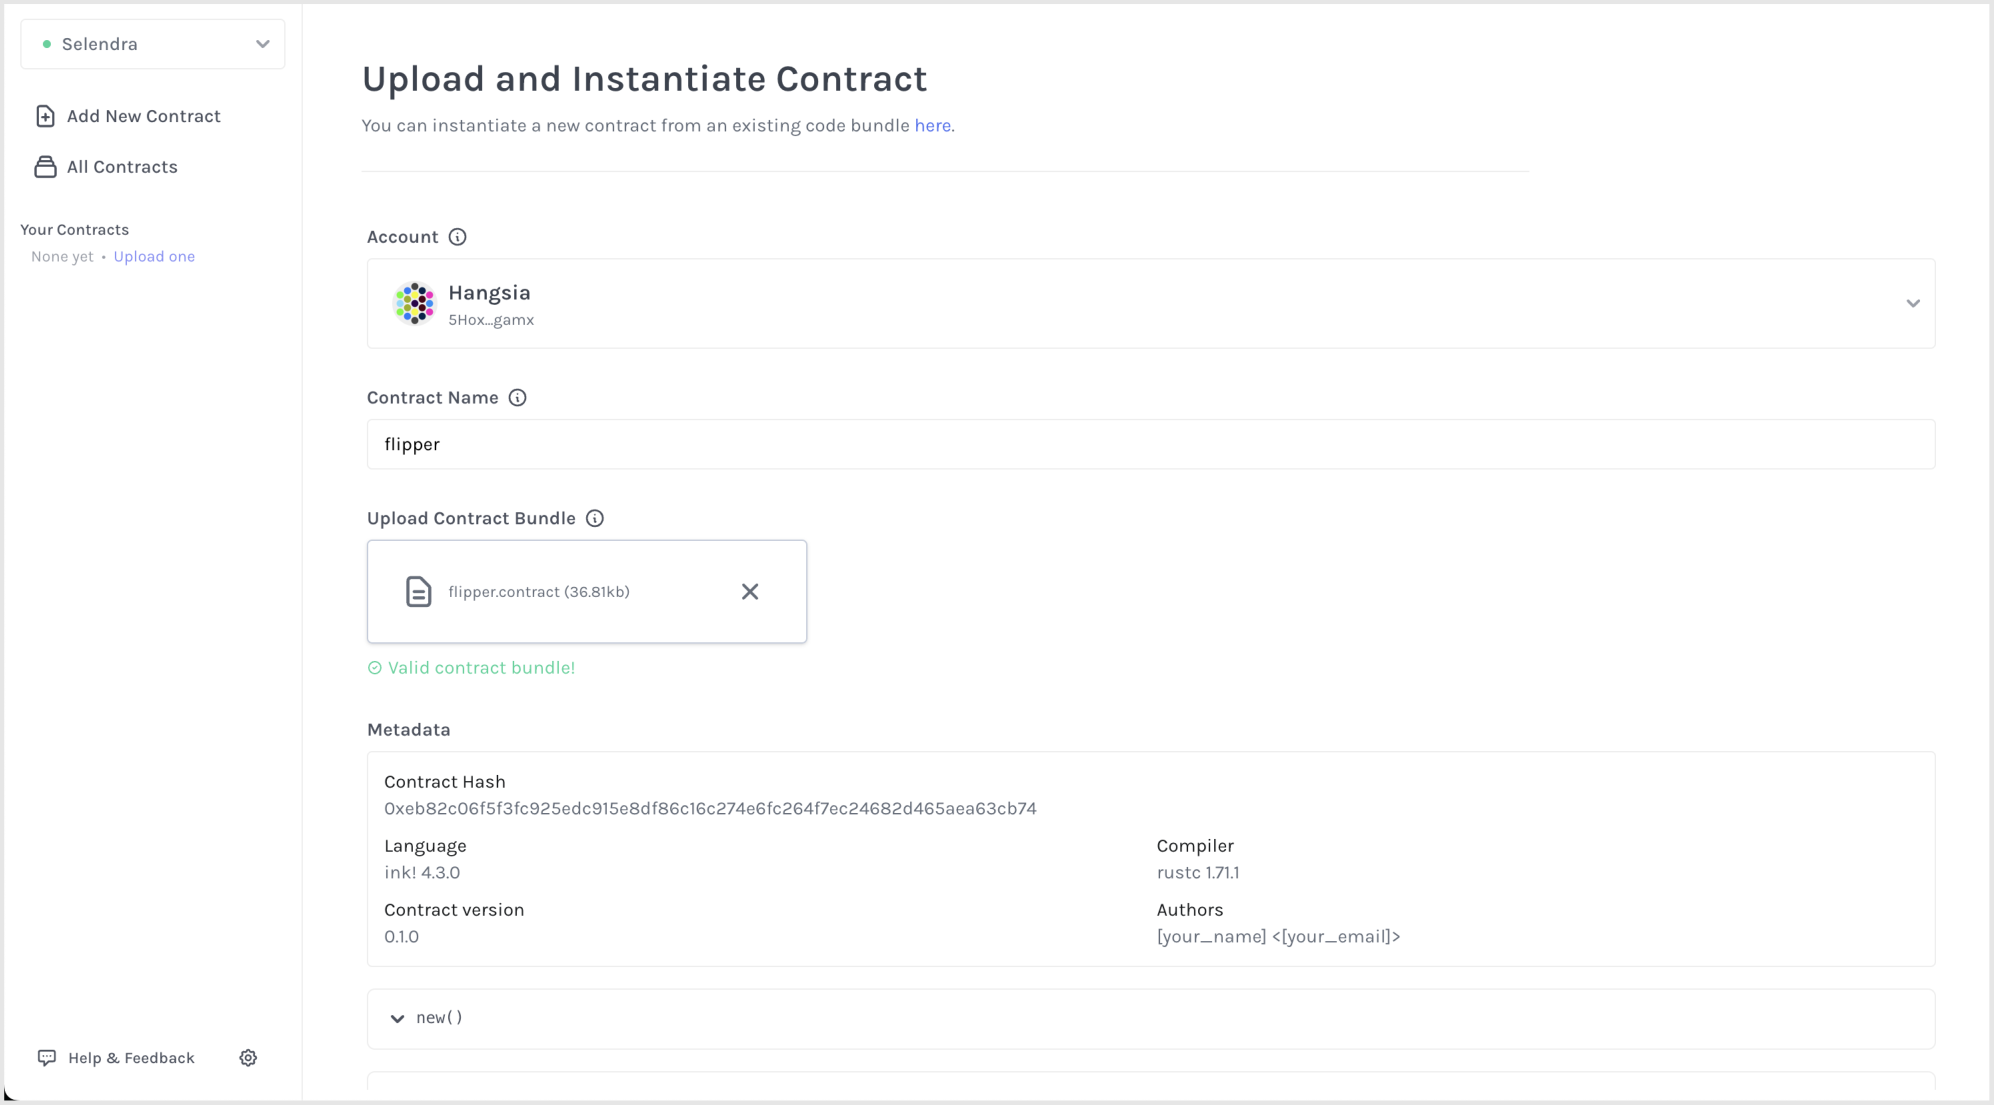 Selendra
Add New Contract
All Contracts
Your Contracts
None yet • Upload one
Help & Feedback
Upload and Instantiate Contract
You can instantiate a new contract from an existing code bundle here.
Account
Hangsia
5Hox...gamx
Contract Name
flipper
Upload Contract Bundle
flipper.contract (36.81kb)
Valid contract bundle!
Metadata
Contract Hash
0xeb82c06f5f3fc925edc915e8df86c16c274e6fc264f7ec24682d465aea63cb74
Language
ink! 4.3.0
Compiler
rustc 1.71.1
Contract version
0.1.0
Authors
[your_name] <[your_email]>
new()